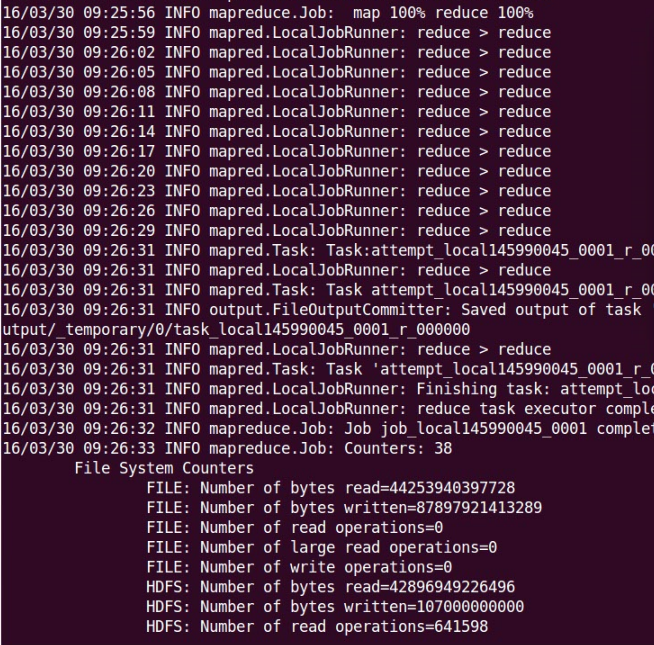 16/03/30 09:25:56 INFO mapreduce.Job:  map 100% reduce 100%
16/03/30 09:25:59 INFO mapred.LocalJobRunner: reduce > reduce
16/03/30 09:26:02 INFO mapred.LocalJobRunner: reduce > reduce
16/03/30 09:26:05 INFO mapred.LocalJobRunner: reduce > reduce
16/03/30 09:26:08 INFO mapred.LocalJobRunner: reduce > reduce
16/03/30 09:26:11 INFO mapred.LocalJobRunner: reduce > reduce
16/03/30 09:26:14 INFO mapred.LocalJobRunner: reduce > reduce
16/03/30 09:26:17 INFO mapred.LocalJobRunner: reduce > reduce
16/03/30 09:26:20 INFO mapred.LocalJobRunner: reduce > reduce
16/03/30 09:26:23 INFO mapred.LocalJobRunner: reduce > reduce
16/03/30 09:26:26 INFO mapred.LocalJobRunner: reduce > reduce
16/03/30 09:26:29 INFO mapred.LocalJobRunner: reduce > reduce
16/03/30 09:26:31 INFO mapred.Task: Task:attempt_local145990045_0001_r_00
16/03/30 09:26:31 INFO mapred.LocalJobRunner: reduce > reduce
16/03/30 09:26:31 INFO mapred.Task: Task attempt_local145990045_0001_r_00
16/03/30 09:26:31 INFO output.FileOutputCommitter: Saved output of task '
utput/_temporary/0/task_local145990045_0001_r_000000
16/03/30 09:26:31 INFO mapred.LocalJobRunner: reduce > reduce
16/03/30 09:26:31 INFO mapred.Task: Task 'attempt_local145990045_0001_r_0
16/03/30 09:26:31 INFO mapred.LocalJobRunner: Finishing task: attempt_loc
16/03/30 09:26:31 INFO mapred.LocalJobRunner: reduce task executor comple
16/03/30 09:26:32 INFO mapreduce.Job: Job job_local145990045_0001 complet
16/03/30 09:26:33 INFO mapreduce.Job: Counters: 38
File System Counters
FILE: Number of bytes read=44253940397728
FILE: Number of bytes written=87897921413289
FILE: Number of read operations=0
FILE: Number of large read operations=0
FILE: Number of write operations=0
HDFS: Number of bytes read=42896949226496
HDFS: Number of bytes written=107000000000
HDFS: Number of read operations=641598